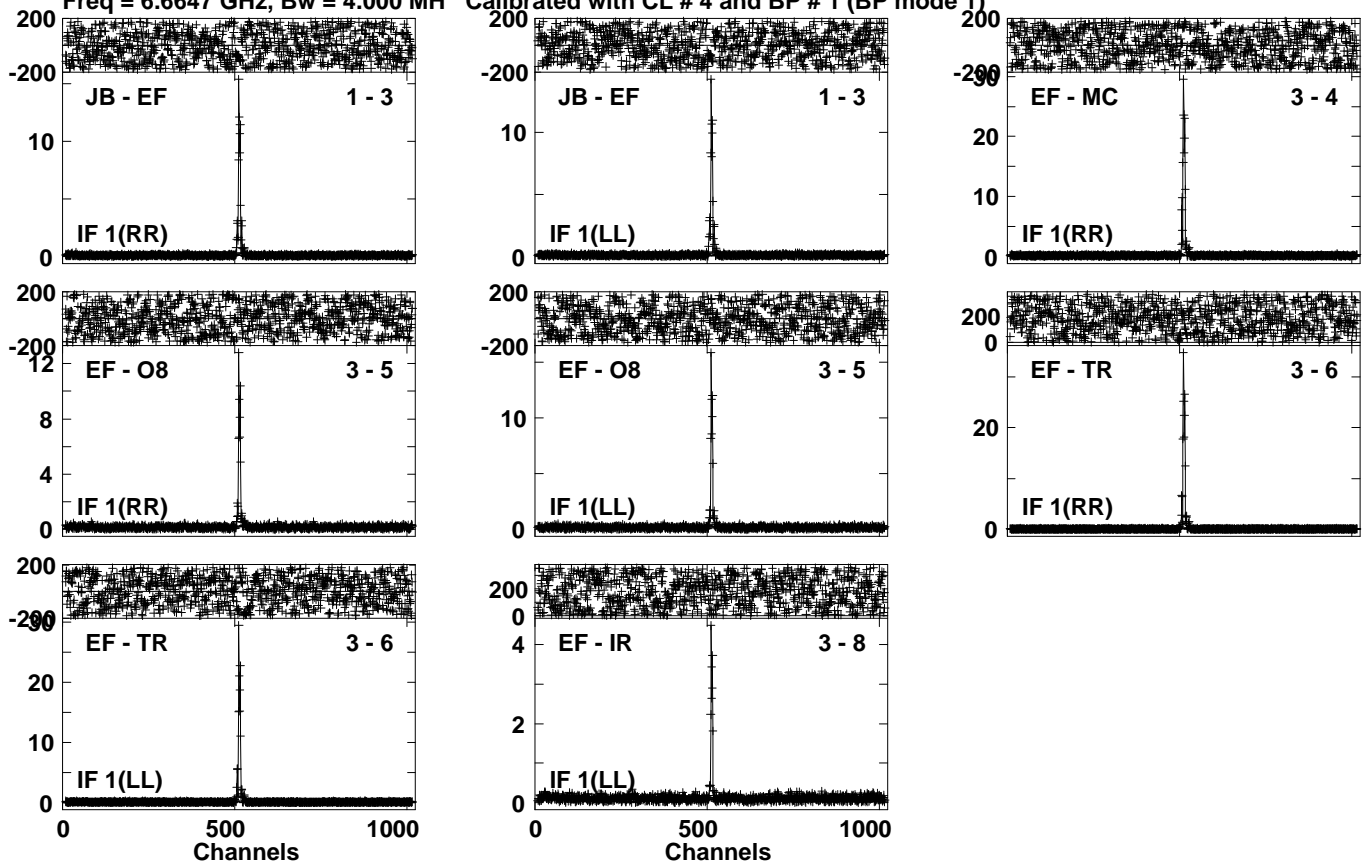 Freq = 6.6647 GHz, Bw = 4.000 MH Calibrated with CL # 4 and BP # 1 (BP mode 1)
200
-200
JB - EF 1 - 3
10
IF 1(RR)
0
200
-200
JB - EF 1 - 3
10
IF 1(LL)
0
200
-200
30
EF - MC 3 - 4
20
10
IF 1(RR)
0
200
-200
12
EF - O8 3 - 5
8
4
IF 1(RR)
0
200
-200
EF - O8 3 - 5
10
IF 1(LL)
0
200
0
EF - TR 3 - 6
20
IF 1(RR)
0
200
-200
30
EF - TR 3 - 6
20
10
IF 1(LL)
0
0 500 1000
Channels
200
0
EF - IR 3 - 8
4
2
IF 1(LL)
0
0 500 1000
Channels